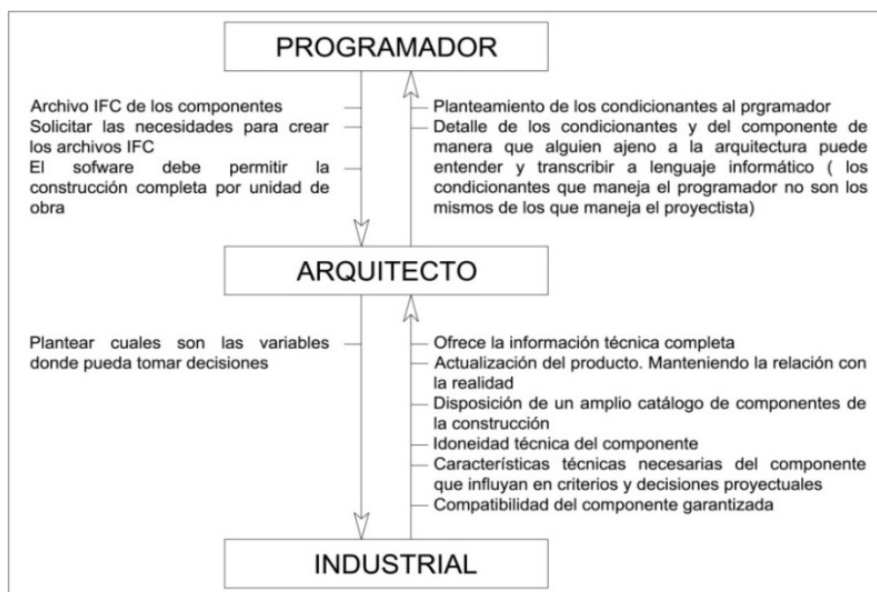 PROGRAMADOR
Archivo IFC de los componentes
Solicitar las necesidades para crear
los archivos IFC
El sofware debe permitir la
construcción completa por unidad de
obra
Planteamiento de los condicionantes al prgramador
Detalle de los condicionantes y del componente de
manera que alguien ajeno a la arquitectura puede
entender y transcribir a lenguaje informático ( los
condicionantes que maneja el programador no son los
mismos de los que maneja el proyectista)
ARQUITECTO
Plantear cuales son las variables
donde pueda tomar decisiones
Ofrece la información técnica completa
Actualización del producto. Manteniendo la relación con
la realidad
Disposición de un amplio catálogo de componentes de
la construcción
Idoneidad técnica del componente
Características técnicas necesarias del componente
que influyan en criterios y decisiones proyectuales
Compatibilidad del componente garantizada
INDUSTRIAL